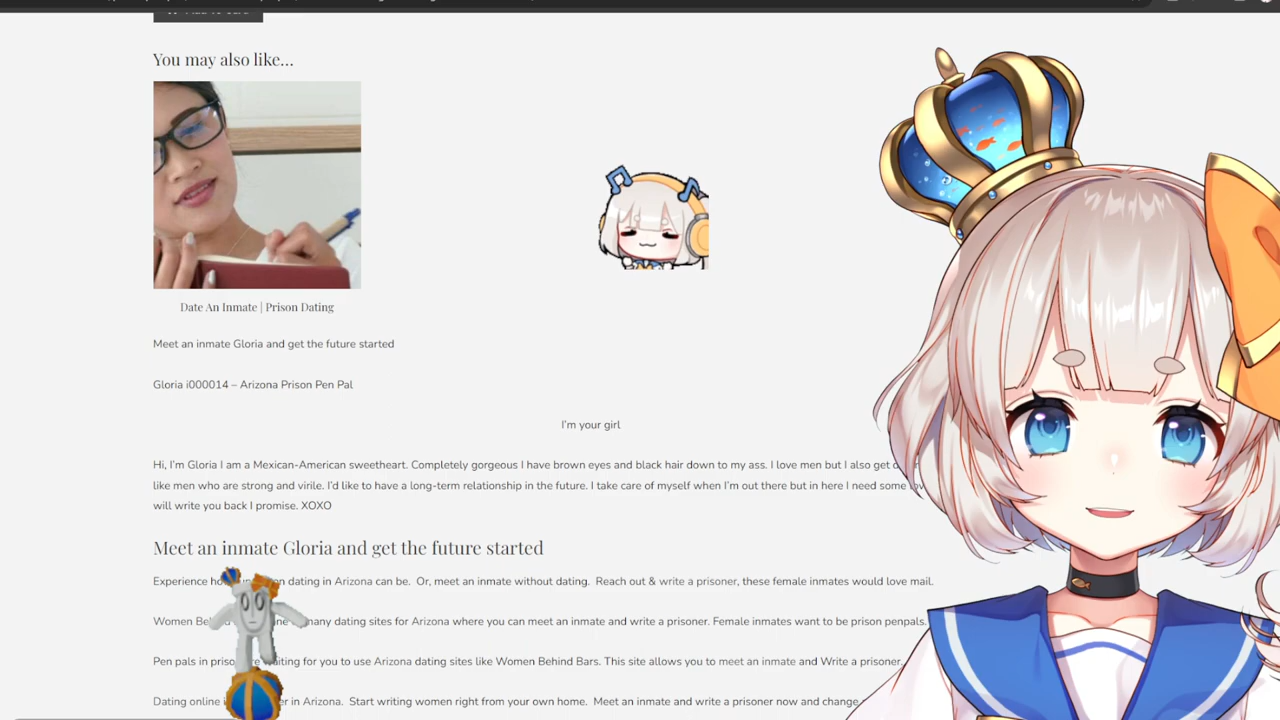 You may also like...
Date An Inmate | Prison Dating
Meet an inmate Gloria and get the future started
Gloria i000014 – Arizona Prison Pen Pal
I'm your girl
Hi, I'm Gloria I am a Mexican-American sweetheart. Completely gorgeous I have brown eyes and black hair down to my ass. I love men but I also get
like men who are strong and virile. I'd like to have a long-term relationship in the future. I take care of myself when I'm out there but in here I need some
will write you back I promise. XOXO
Meet an inmate Gloria and get the future started
Experience dating in Arizona can be. Or, meet an inmate without dating. Reach out & write a prisoner, these female inmates would love mail.
Women many dating sites for Arizona where you can meet an inmate and write a prisoner. Female inmates want to be prison penpals.
Pen pals in waiting for you to use Arizona dating sites like Women Behind Bars. This site allows you to meet an inmate and Write a prisoner.
Dating online in Arizona. Start writing women right from your own home. Meet an inmate and write a prisoner now and change